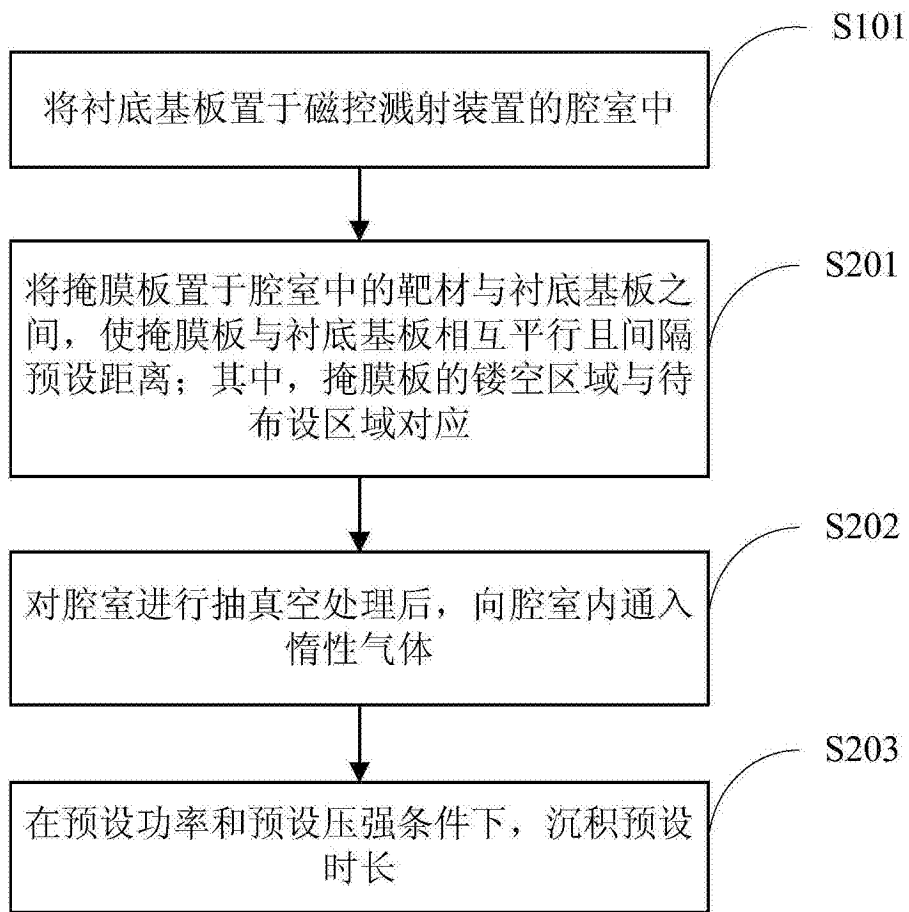 S101
将衬底基板置于磁控溅射装置的腔室中
S201
将掩膜板置于腔室中的靶材与衬底基板之
间，使掩膜板与衬底基板相互平行且间隔
预设距离；其中，掩膜板的镂空区域与待
布设区域对应
S202
对腔室进行抽真空处理后，向腔室内通入
惰性气体
S203
在预设功率和预设压强条件下，沉积预设
时长